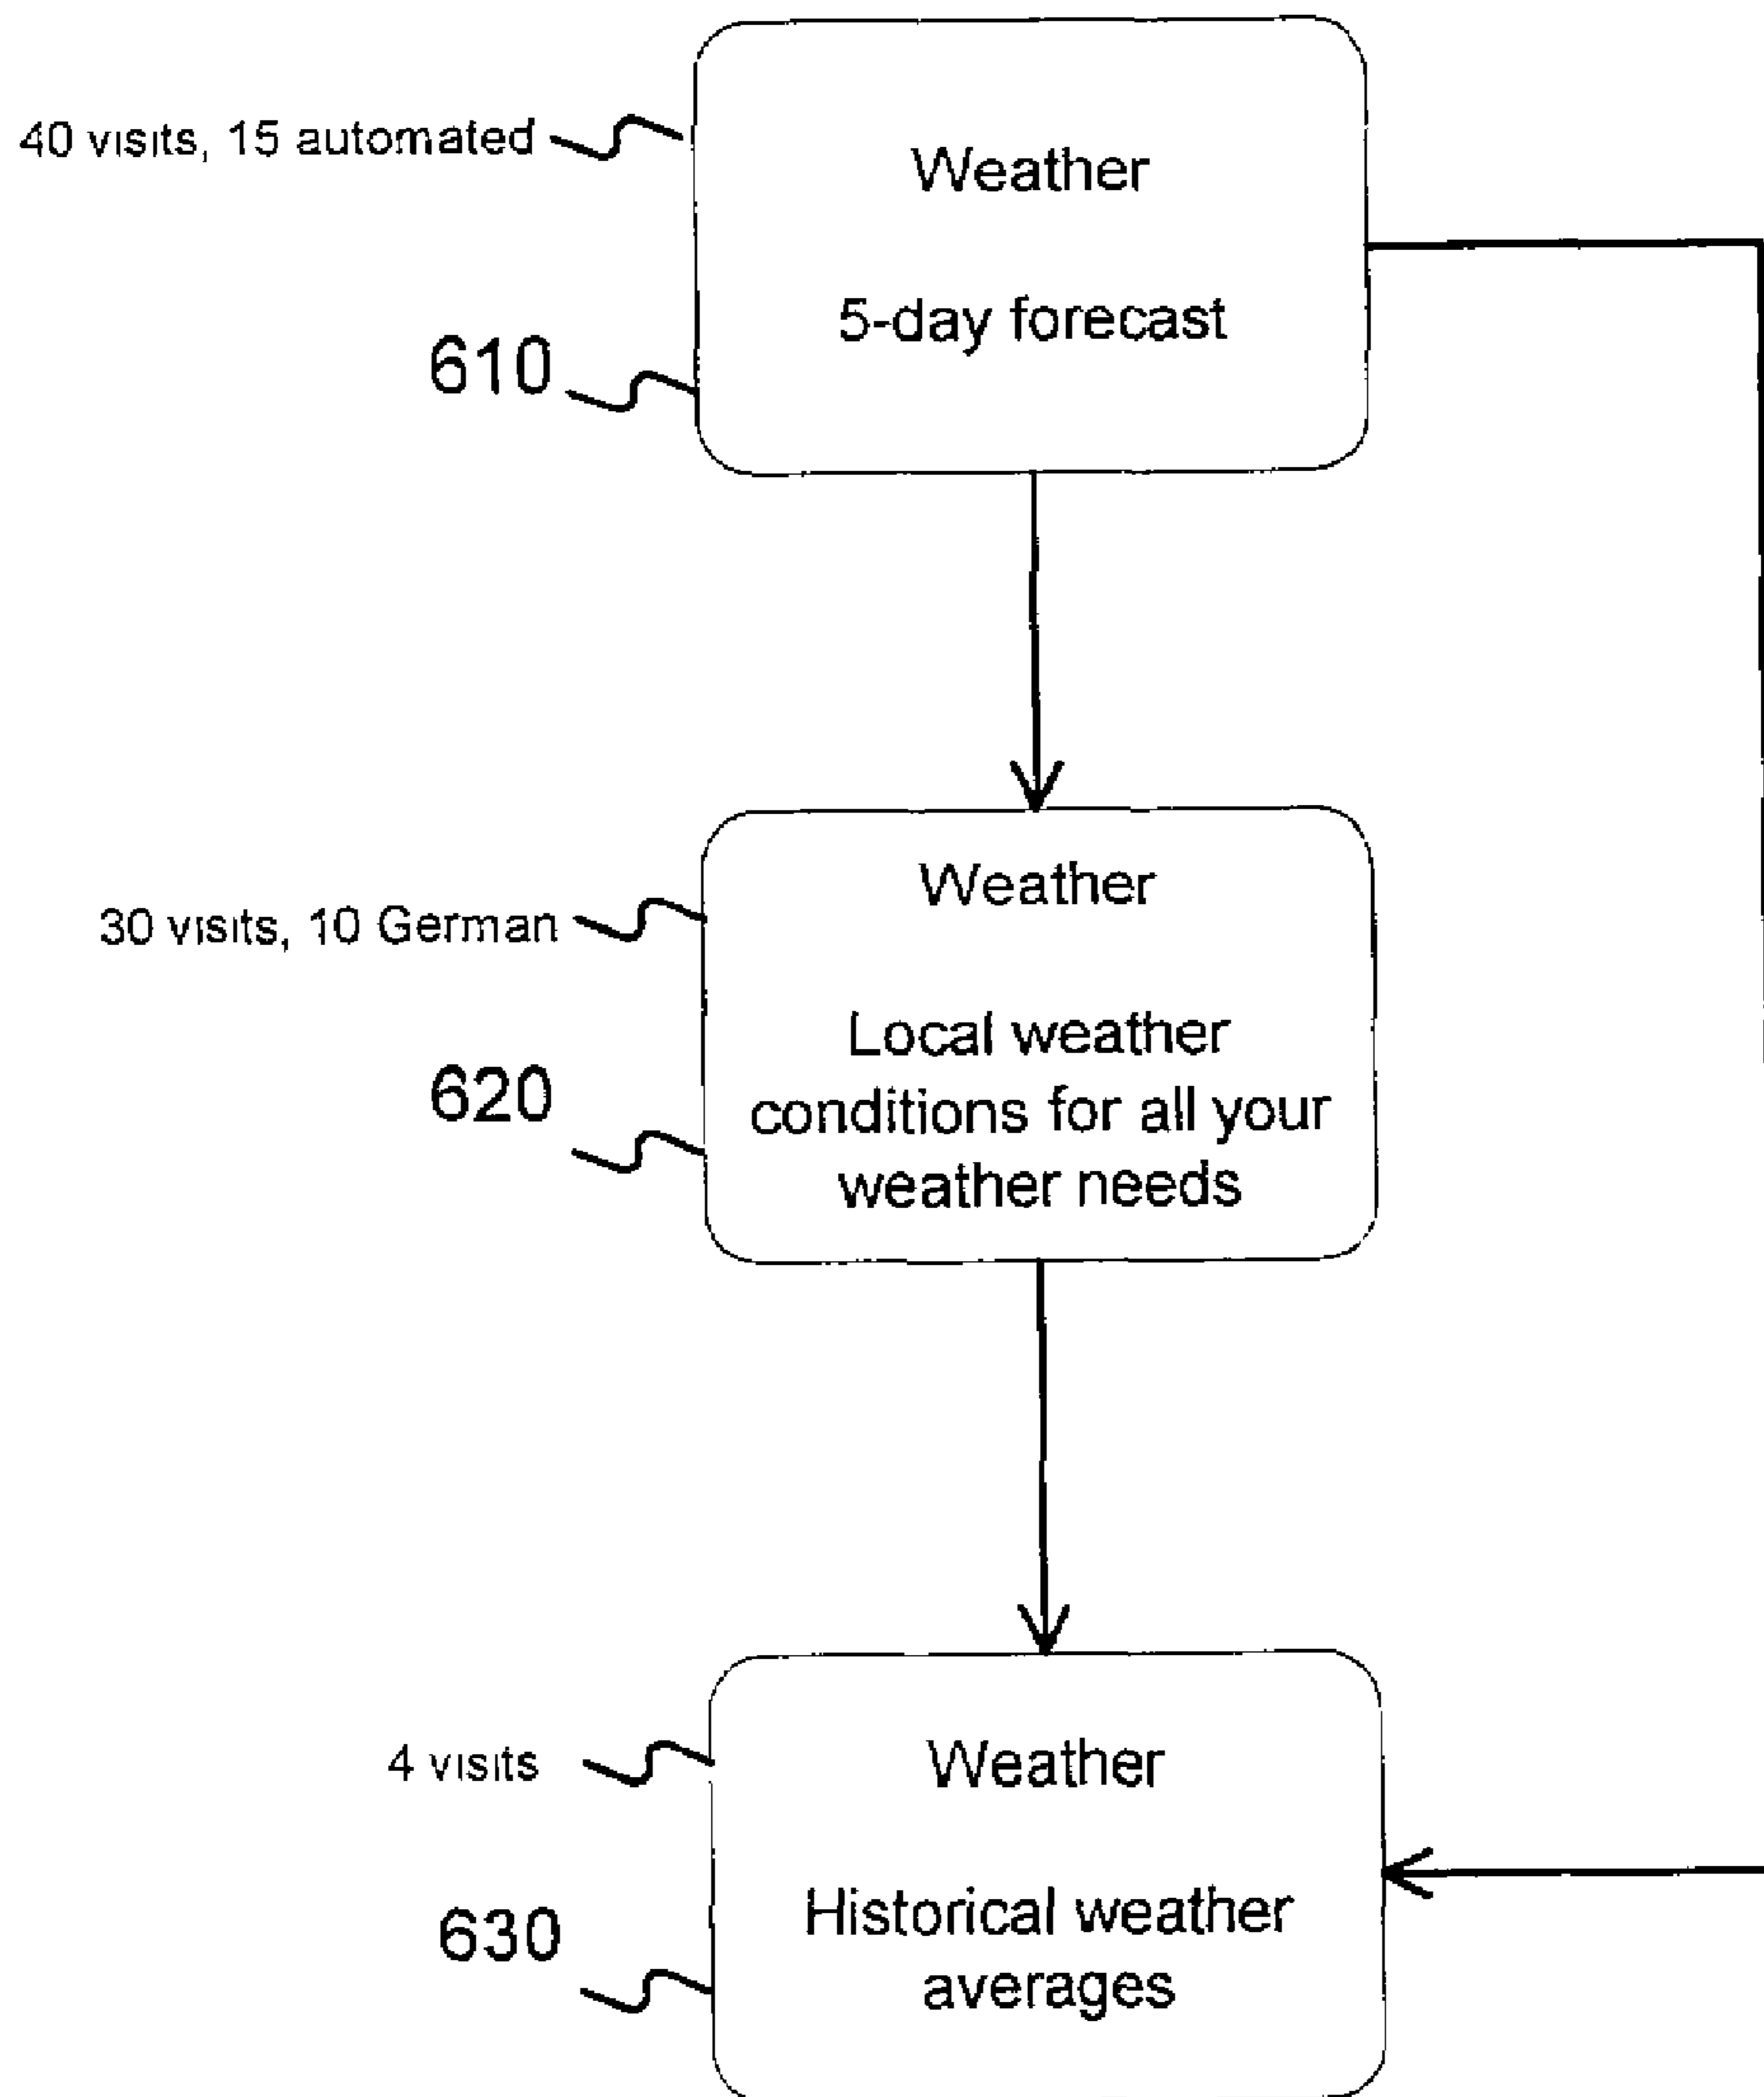 40 visits, 15 automated
Weather
5-day forecast
610
30 visits, 10 German
Weather
Local weather
conditions for all your
weather needs
620
4 visits
Weather
Historical weather
averages
630